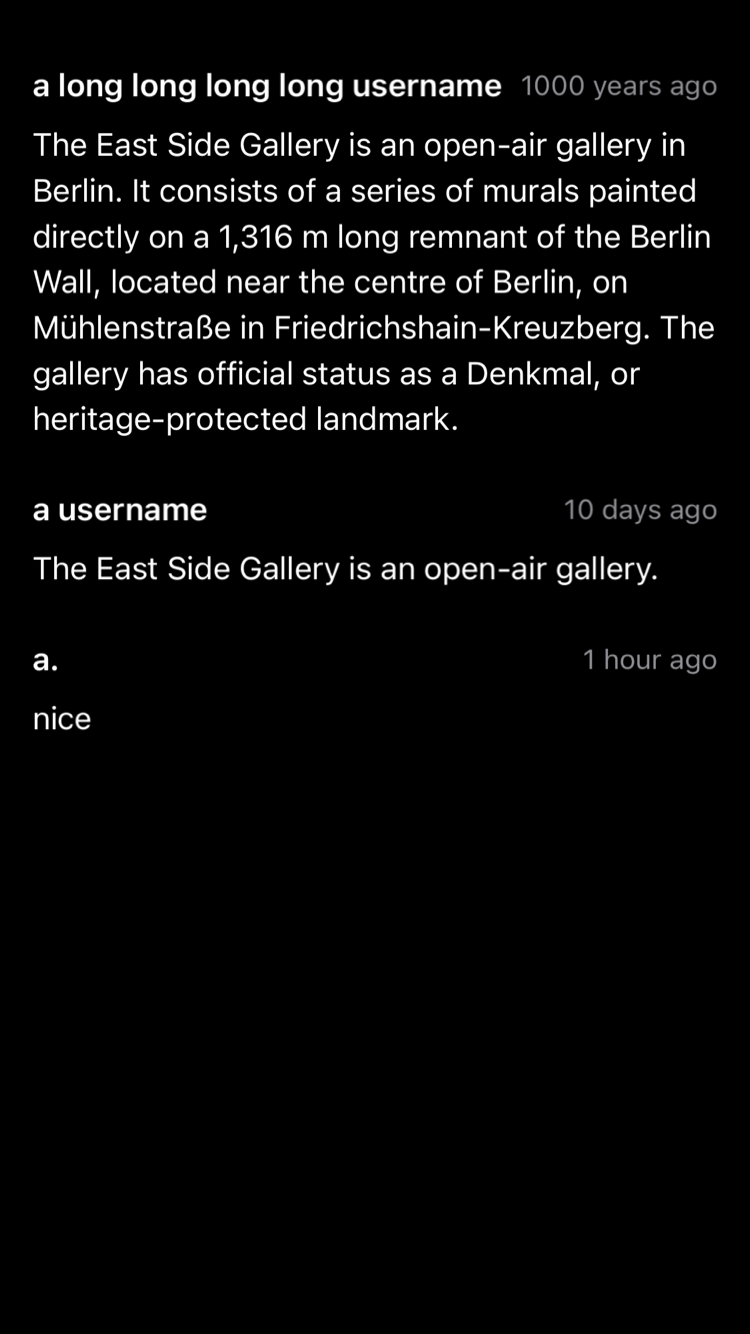 a long long long long username 1000 years ago
The East Side Gallery is an open-air gallery in
Berlin. It consists of a series of murals painted
directly on a 1,316 m long remnant of the Berlin
Wall, located near the centre of Berlin, on
Mühlenstraße in Friedrichshain-Kreuzberg. The
gallery has official status as a Denkmal, or
heritage-protected landmark.
a username 10 days ago
The East Side Gallery is an open-air gallery.
a. 1 hour ago
nice